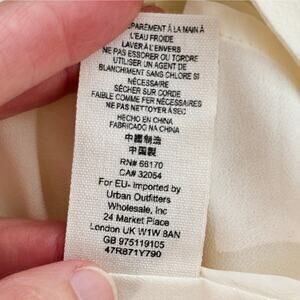 SÉPARÉMENT À LA MAIN À
L'EAU FROIDE
LAVER À L'ENVERS
NE PAS ESSORER OU TORDRE
UTILISER UN AGENT DE
BLANCHIMENT SANS CHLORE SI
NÉCESSAIRE
SÉCHER SUR CORDE
FAIBLE COMME FER NÉCESSAIRES
NE PAS NETTOYER À SEC
HECHO EN CHINA
FABRICADO NA CHINA
中國制造
中国製
RN# 66170
CA# 32054
For EU- Imported by
Urban Outfitters
Wholesale, Inc
24 Market Place
London UK W1W 8AN
GB 975119105
47R871Y790